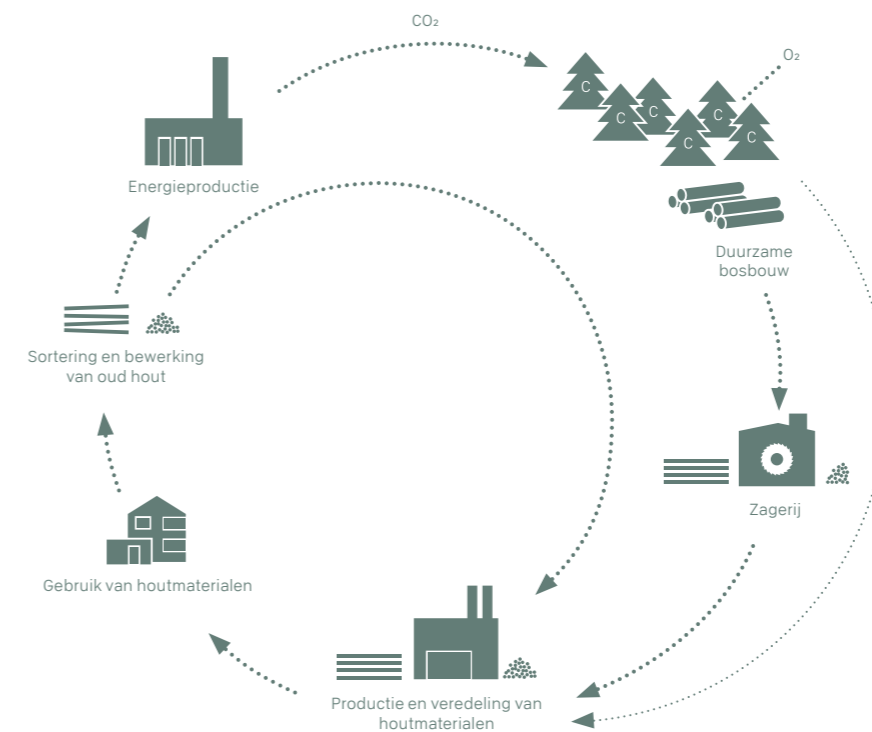 CO₂
O₂
C
C
C
C
C
C
Energieproductie
Duurzame
bosbouw
Sortering en bewerking
van oud hout
Zagerij
Gebruik van houtmaterialen
Productie en veredeling van
houtmaterialen